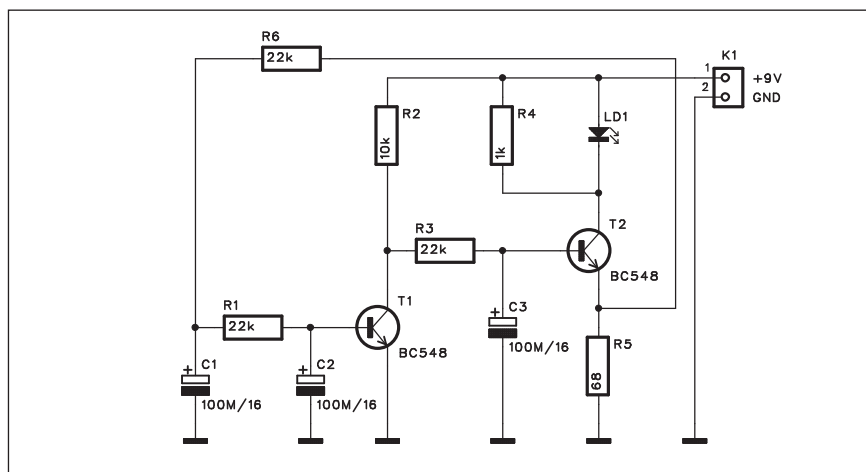 R6
22k
K1
1
+9V
2
GND
R2
10k
R4
1k
LD1
R3
22k
T2
BC548
R1
22k
T1
BC548
C3
100M/16
R5
68
C1
100M/16
C2
100M/16